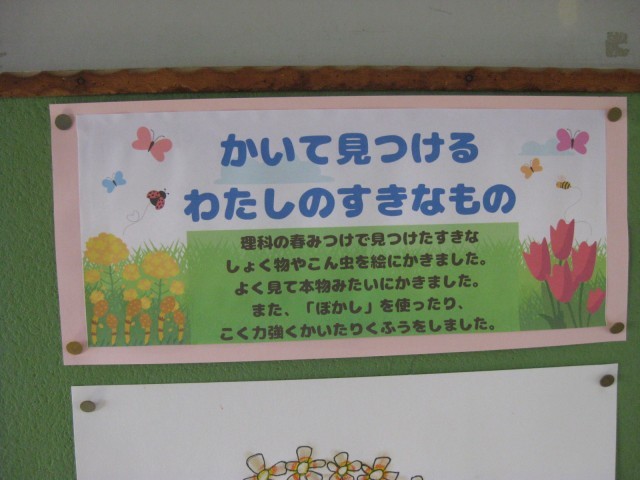 かいて見つける
わたしのすきなもの
理科の春みつけで見つけたすきな
しょく物やこん虫を絵にかきました。
よく見て本物みたいにかきました。
また、「ぼかし」を使ったり、
こく力強くかいたりくふうをしました。